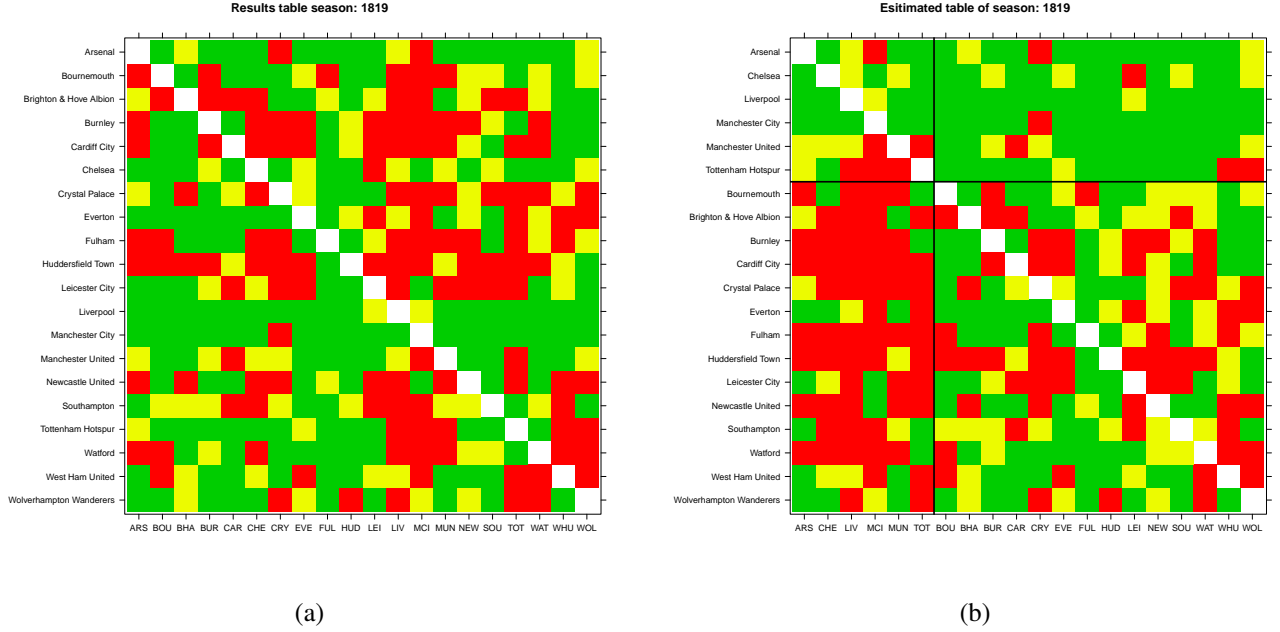 Results table season: 1819
Arsenal
Bournemouth
Brighton & Hove Albion
Burnley
Cardiff City
Chelsea
Crystal Palace
Everton
Fulham
Huddersfield Town
Leicester City
Liverpool
Manchester City
Manchester United
Newcastle United
Southampton
Tottenham Hotspur
Watford
West Ham United
Wolverhampton Wanderers
ARS BOU BHA BUR CAR CHE CRY EVE FUL HUD LEI LIV MCI MUN NEW SOU TOT WAT WHU WOL
(a)
Esitimated table of season: 1819
Arsenal
Chelsea
Liverpool
Manchester City
Manchester United
Tottenham Hotspur
Bournemouth
Brighton & Hove Albion
Burnley
Cardiff City
Crystal Palace
Everton
Fulham
Huddersfield Town
Leicester City
Newcastle United
Southampton
Watford
West Ham United
Wolverhampton Wanderers
ARS CHE LIV MCI MUN TOT BOU BHA BUR CAR CRY EVE FUL HUD LEI NEW SOU WAT WHU WOL
(b)